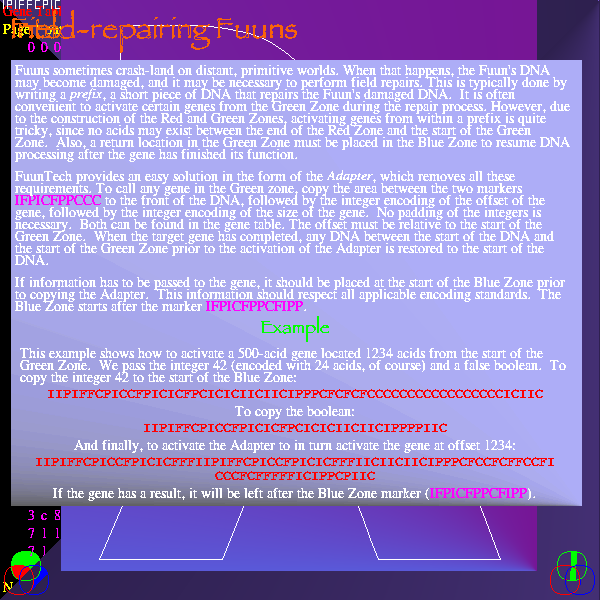 IPIFFCPIC
Field-repairing Fuuns
0 0 0
Fuuns sometimes crash-land on distant, primitive worlds. When that happens, the Fuun's DNA
may become damaged, and it may be necessary to perform field repairs. This is typically done by
writing a prefix, a short piece of DNA that repairs the Fuun's damaged DNA. It is often
convenient to activate certain genes from the Green Zone during the repair process. However, due
to the construction of the Red and Green Zones, activating genes from within a prefix is quite
tricky, since no acids may exist between the end of the Red Zone and the start of the Green
Zone. Also, a return location in the Green Zone must be placed in the Blue Zone to resume DNA
processing after the gene has finished its function.
FuunTech provides an easy solution in the form of the Adapter, which removes all these
requirements. To call any gene in the Green zone, copy the area between the two markers
IFPICFPPCCC to the front of the DNA, followed by the integer encoding of the offset of the
gene, followed by the integer encoding of the size of the gene. No padding of the integers is
necessary. Both can be found in the gene table. The offset must be relative to the start of the
Green Zone. When the target gene has completed, any DNA between the start of the DNA and
the start of the Green Zone prior to the activation of the Adapter is restored to the start of the
DNA.
If information has to be passed to the gene, it should be placed at the start of the Blue Zone prior
to copying the Adapter. This information should respect all applicable encoding standards. The
Blue Zone starts after the marker IFPICFPPCFIPP.
Example
This example shows how to activate a 500-acid gene located 1234 acids from the start of the
Green Zone. We pass the integer 42 (encoded with 24 acids, of course) and a false boolean. To
copy the integer 42 to the start of the Blue Zone:
IIPIFFCPICCFPICICFCPICICIICIICIPPPCFCFCFCCCCCCCCCCCCCCCCCICIIC
To copy the boolean:
IIPIFFCPICCFPICICFCPICICIICIICIPPPPIIC
And finally, to activate the Adapter to in turn activate the gene at offset 1234:
IIPIFFCPICCFPICICFFFIIPIFFCPICCFPICICFFFIICIICIICIPPPCFCCFCFFCCFI
CCCFCFFFFFICIPPCPIIC
If the gene has a result, it will be left after the Blue Zone marker (IFPICFPPCFIPP).
3 c 8
7 1 1
7 1
N